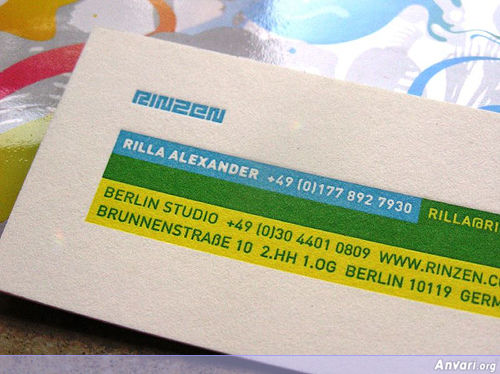 RINZEN
RILLA ALEXANDER +49 (0)177 892 7930 RILLA@RI
BERLIN STUDIO +49 (0)30 4401 0809 WWW.RINZEN.CO
BRUNNENSTRAßE 10 2.HH 1.OG BERLIN 10119 GERM
Anvari.org